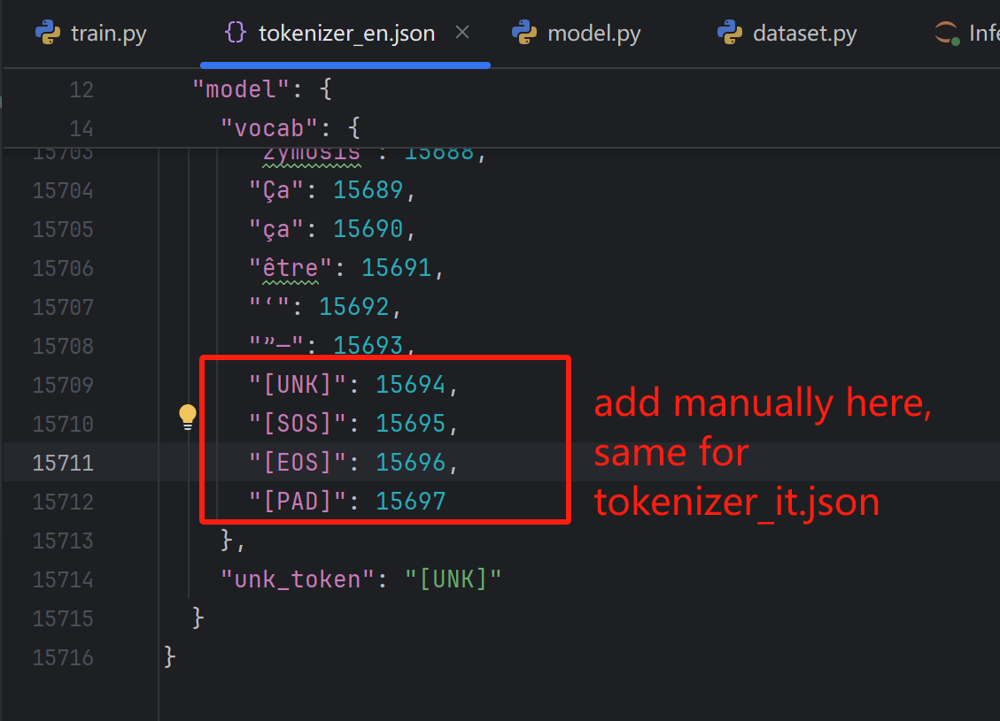 train.py tokenizer_en.json model.py dataset.py
12 "model": {
14 "vocab": {
15703 zymosis": 15688,
15704 "Ça": 15689,
15705 "ça": 15690,
15706 "être": 15691,
15707 "‘": 15692,
15708 "”—": 15693,
15709 "[UNK]": 15694,
15710 "[SOS]": 15695,
15711 "[EOS]": 15696,
15712 "[PAD]": 15697
15713 },
15714 "unk_token": "[UNK]"
15715 }
15716 }
add manually here,
same for
tokenizer_it.json